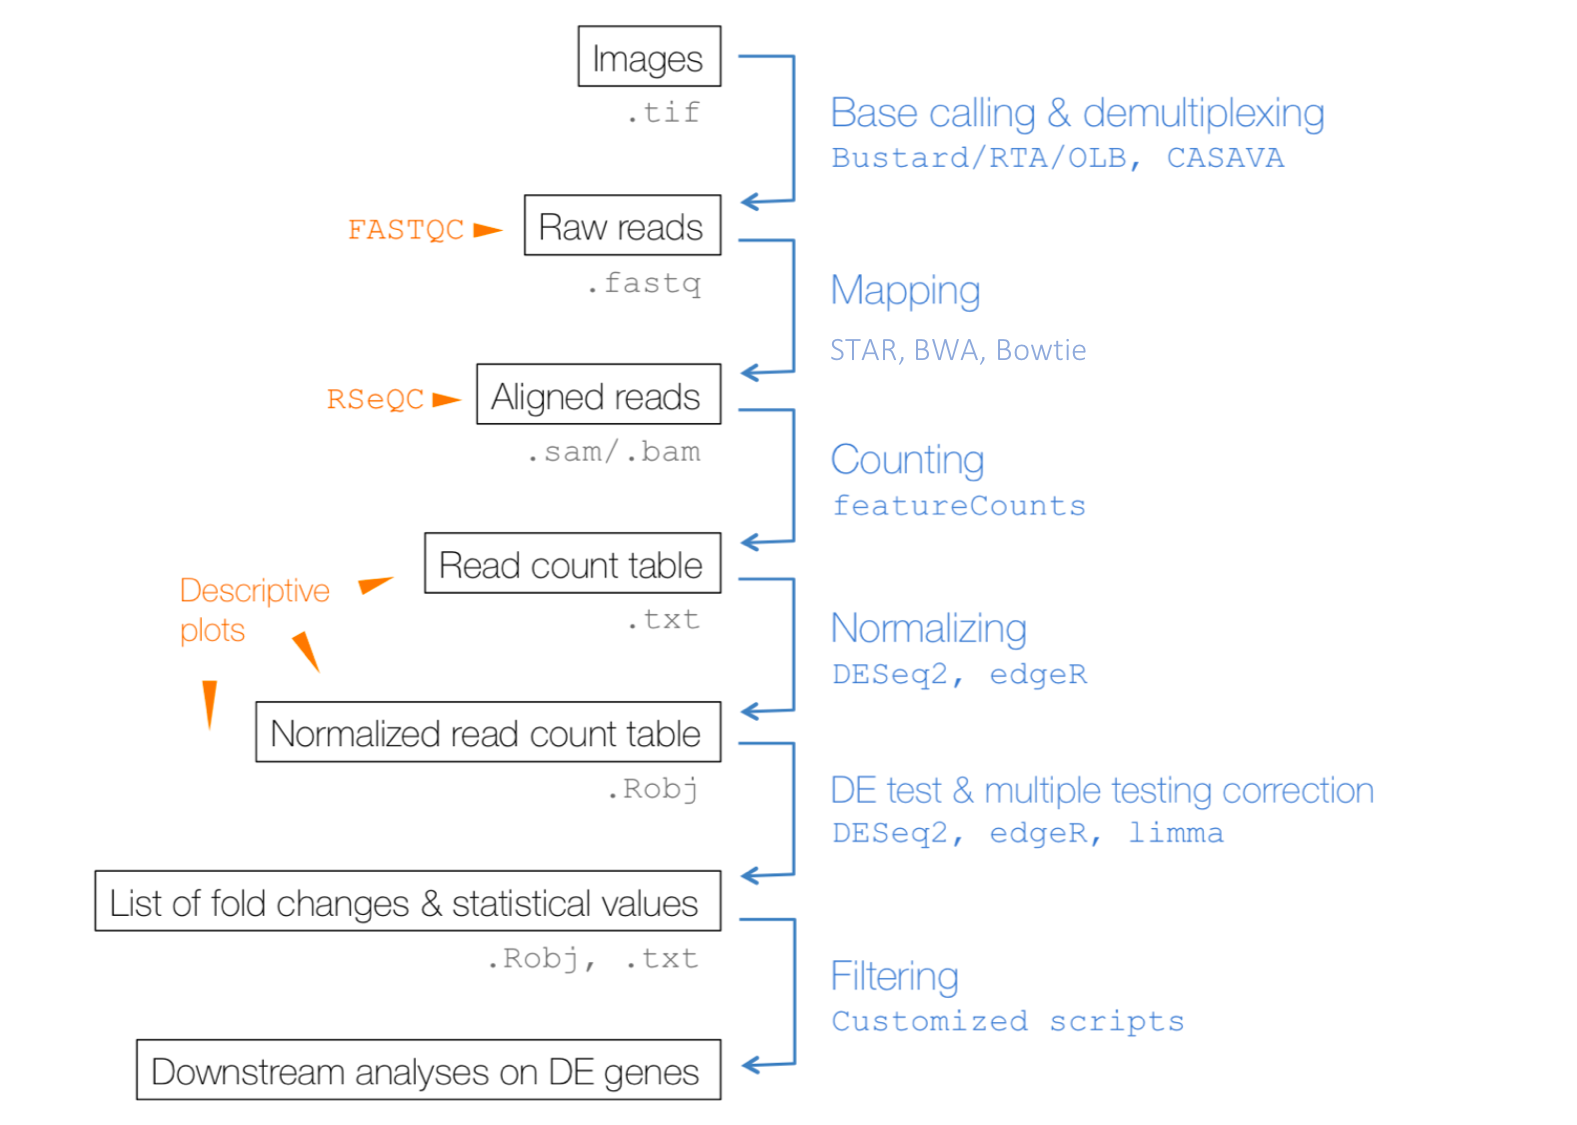 Images
.tif
Base calling & demultiplexing
Bustard/RTA/OLB, CASAVA
FASTQC
Raw reads
.fastq
Mapping
STAR, BWA, Bowtie
RSeQC
Aligned reads
.sam/.bam
Counting
featureCounts
Read count table
.txt
Descriptive
plots
Normalizing
DESeq2, edgeR
Normalized read count table
.Robj
DE test & multiple testing correction
DESeq2, edgeR, limma
List of fold changes & statistical values
.Robj, .txt
Filtering
Customized scripts
Downstream analyses on DE genes